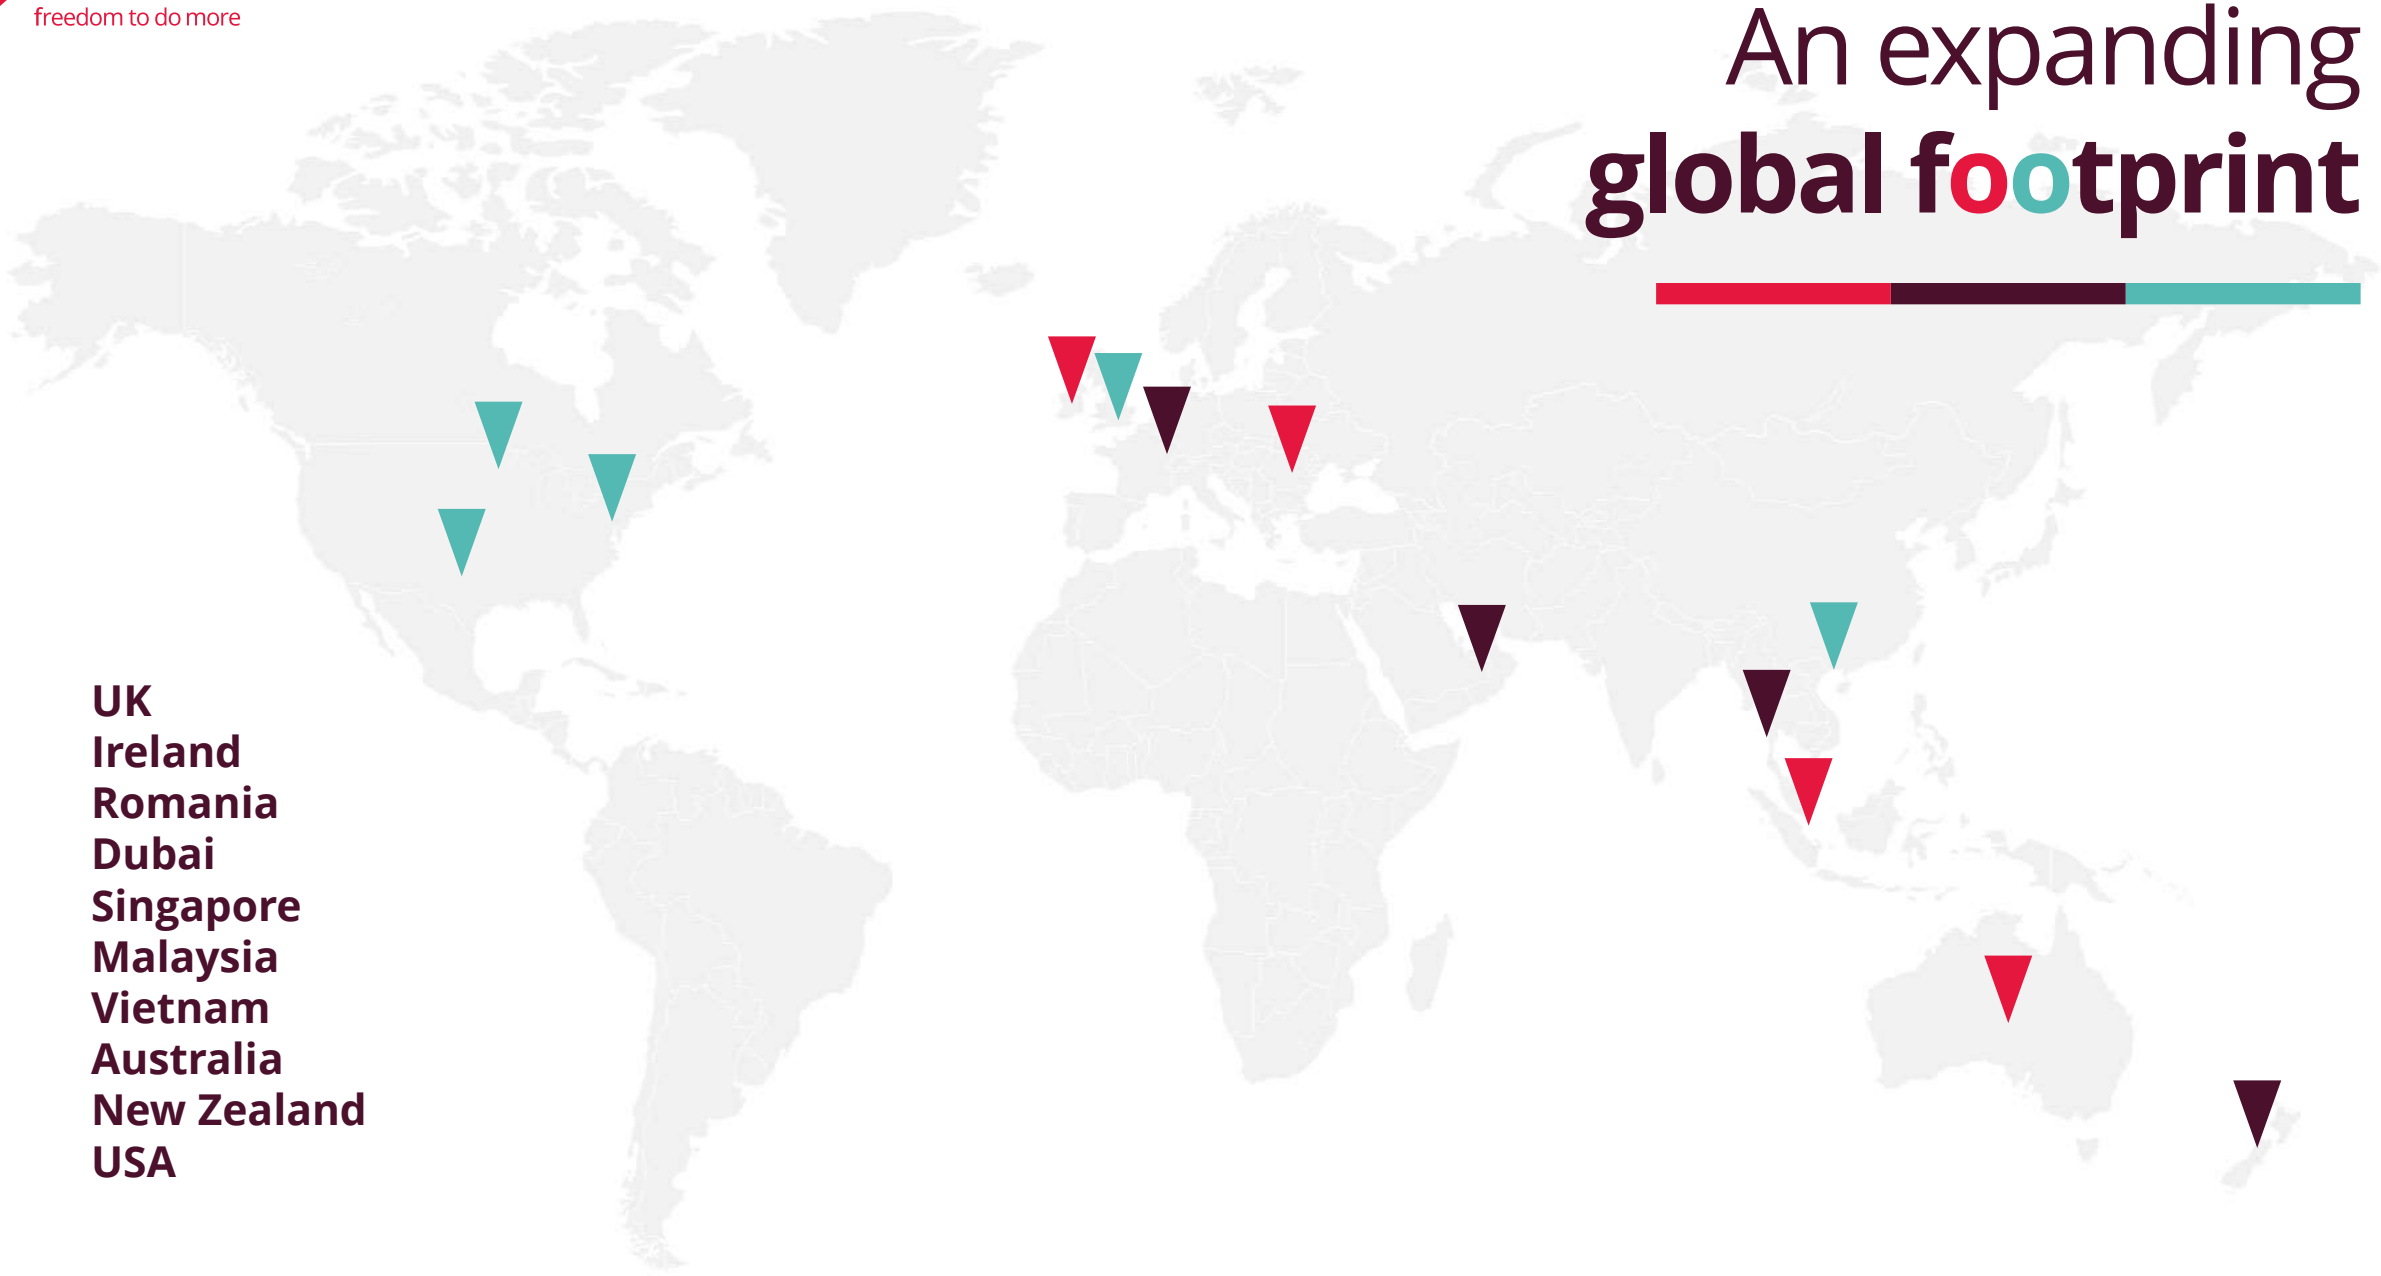 freedom to do more
An expanding
global footprint
UK
Ireland
Romania
Dubai
Singapore
Malaysia
Vietnam
Australia
New Zealand
USA